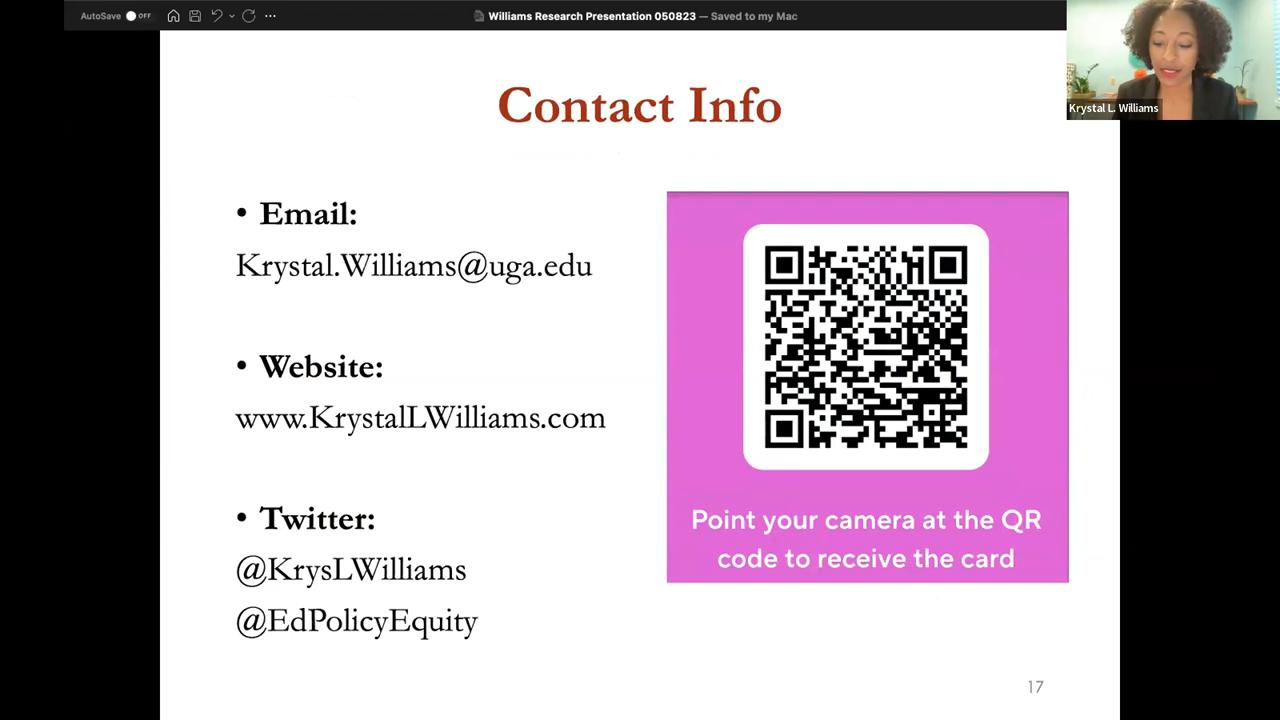 AutoSave OFF
Williams Research Presentation 050823 — Saved to my Mac
Krystal L. Williams
Contact Info
• Email:
Krystal.Williams@uga.edu
• Website:
www.KrystalLWilliams.com
• Twitter:
@KrysLWilliams
@EdPolicyEquity
Point your camera at the QR
code to receive the card
17